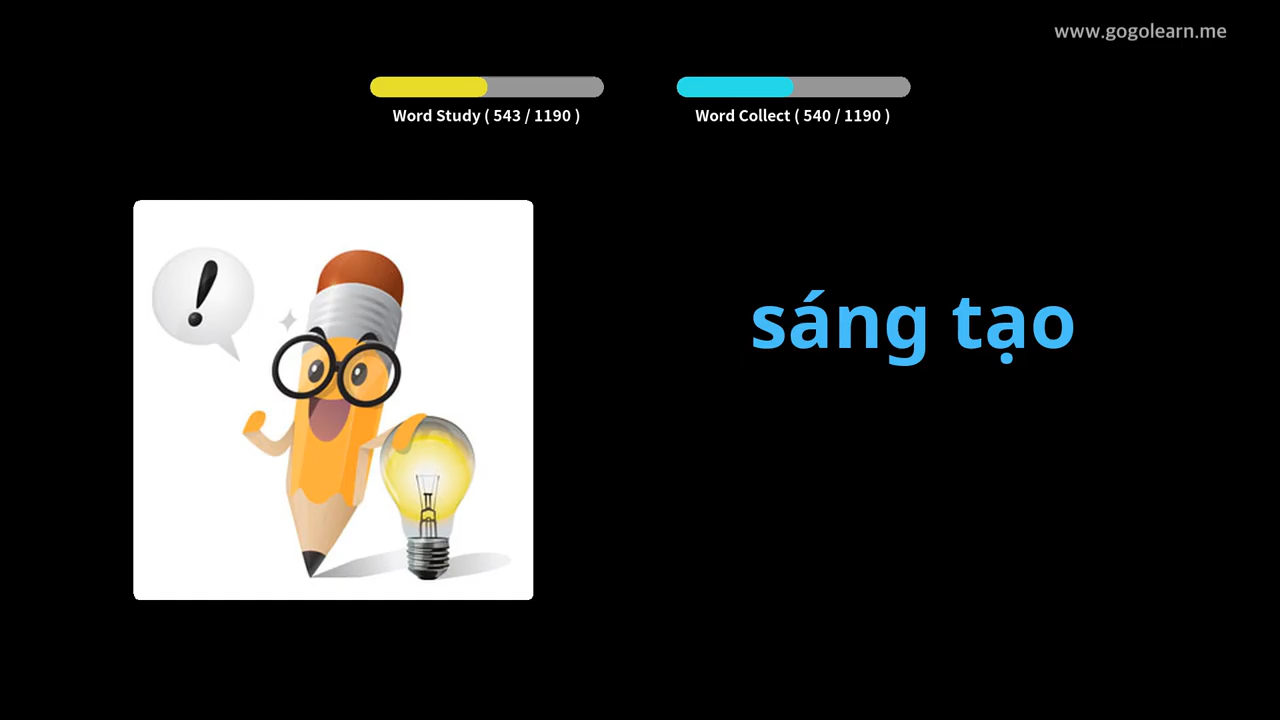 www.gogolearn.me
Word Study ( 543 / 1190 )
Word Collect ( 540 / 1190 )
!
sáng tạo